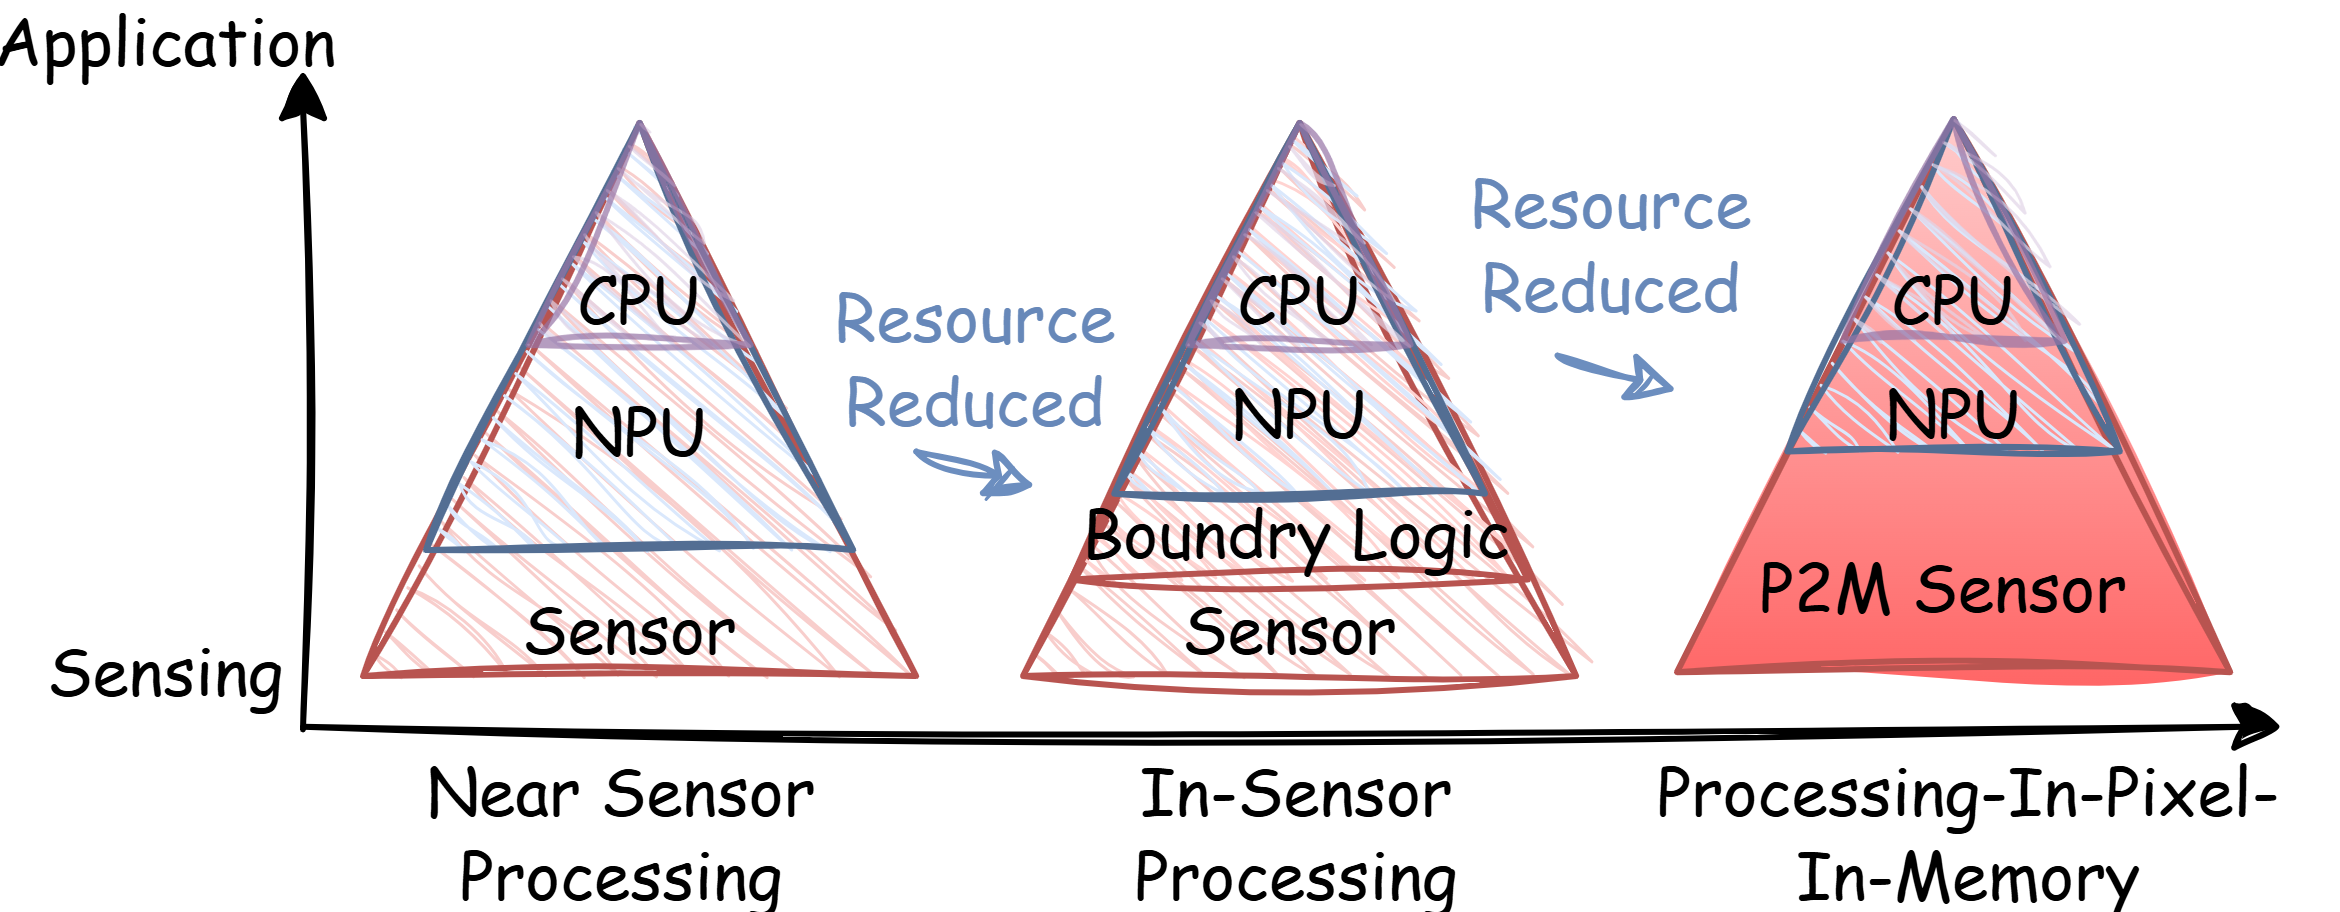 Application
CPU
NPU
Sensor
Resource
Reduced
CPU
NPU
Boundry Logic
Sensor
Resource
Reduced
CPU
NPU
P2M Sensor
Sensing
Near Sensor
Processing
In-Sensor
Processing
Processing-In-Pixel-
In-Memory